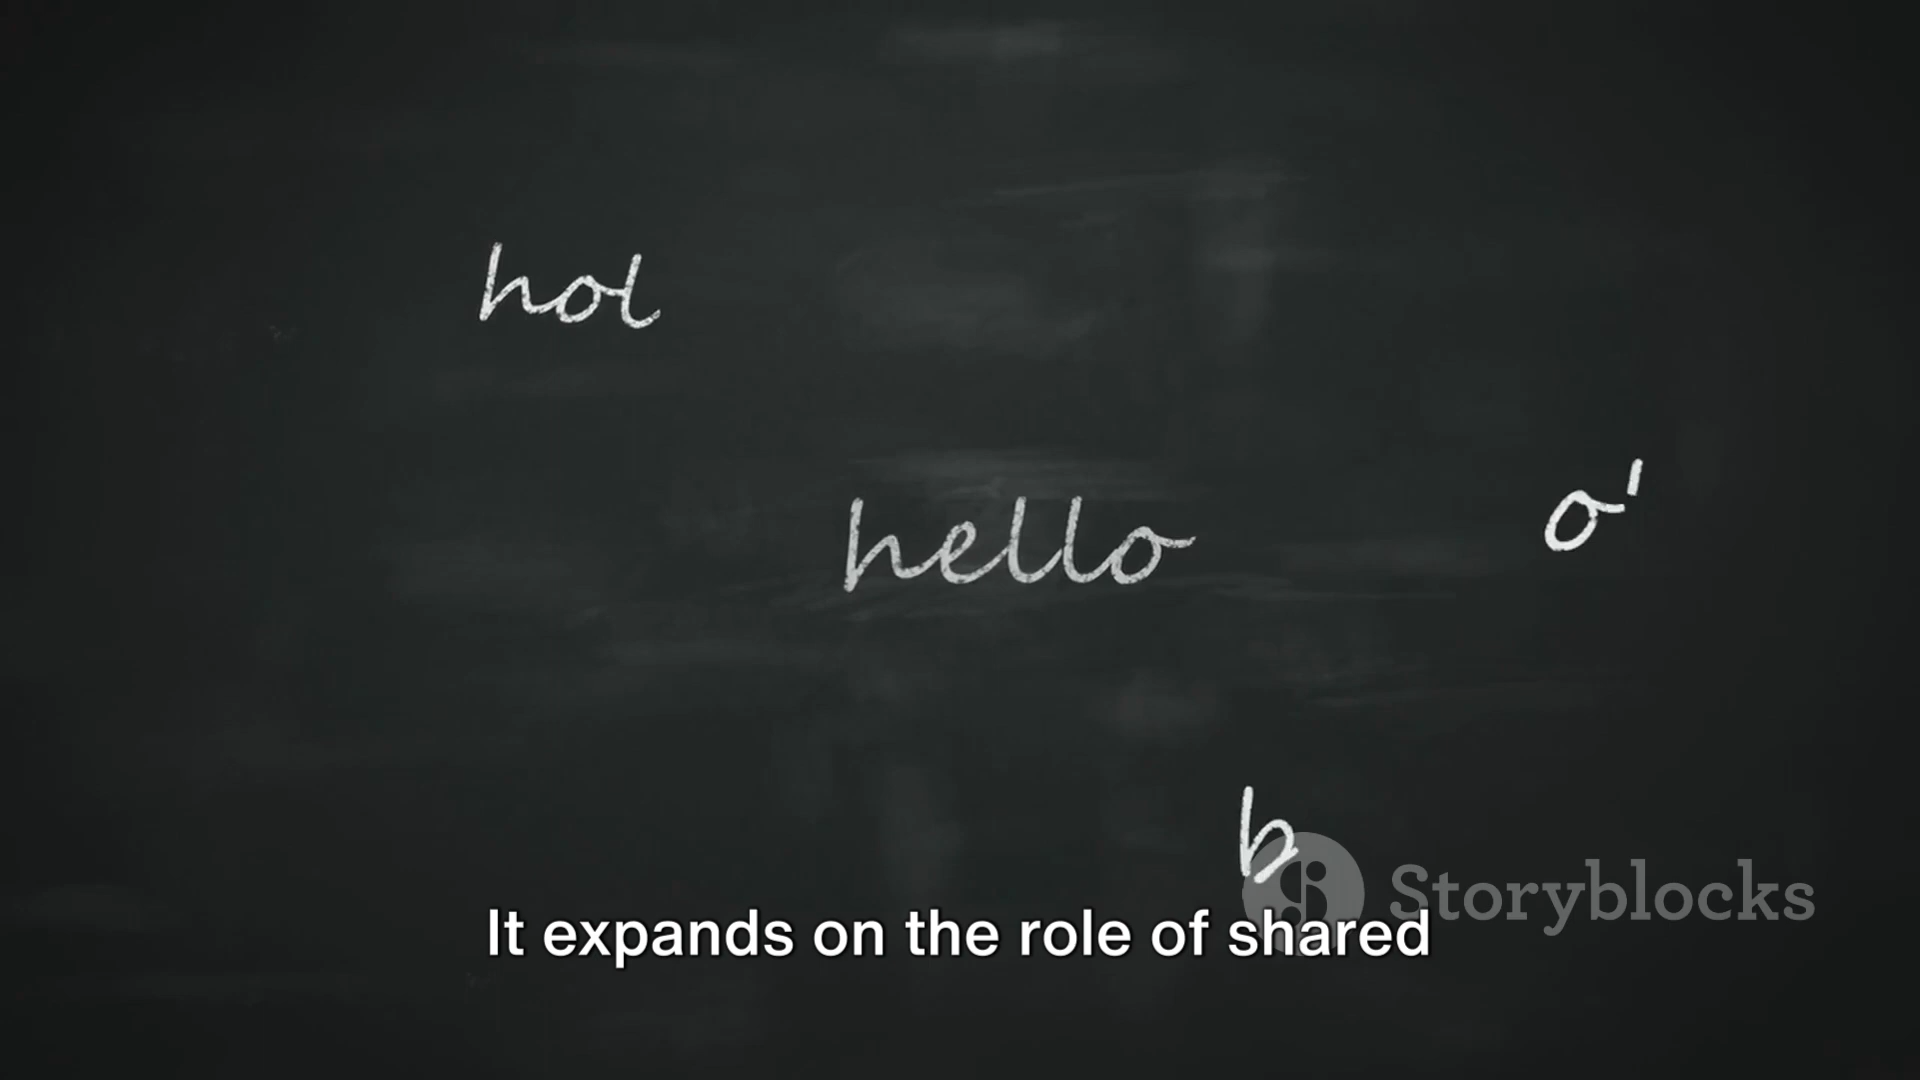 hol
hello
o'
b
Storyblocks
It expands on the role of shared